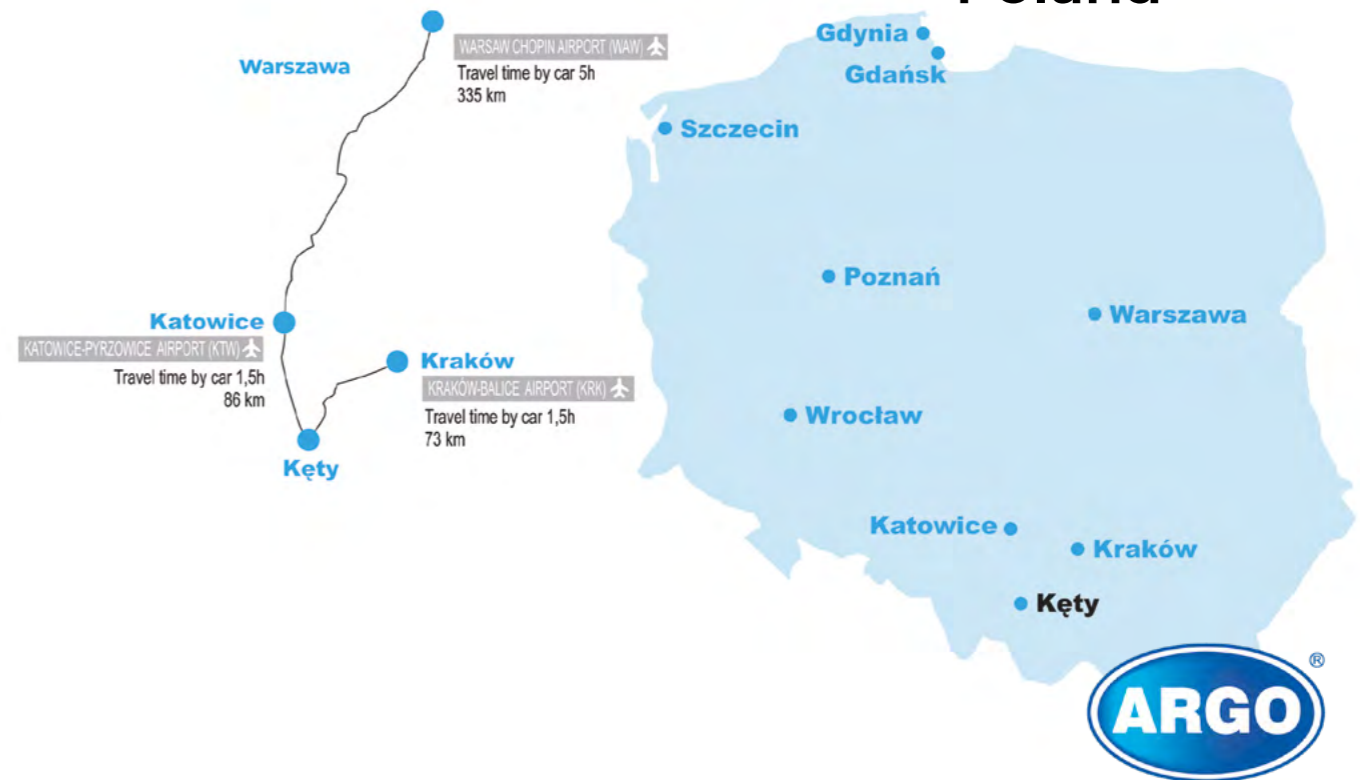 Poland
Warszawa
WARSAW CHOPIN AIRPORT (WAW)
Travel time by car 5h
335 km
Katowice
KATOWICE-PYRZOWICE AIRPORT (KTW)
Travel time by car 1,5h
86 km
Kraków
KRAKÓW-BALICE AIRPORT (KRK)
Travel time by car 1,5h
73 km
Kęty
Gdynia
Gdańsk
Szczecin
Poznań
Warszawa
Wrocław
Katowice
Kraków
Kęty
ARGO ®